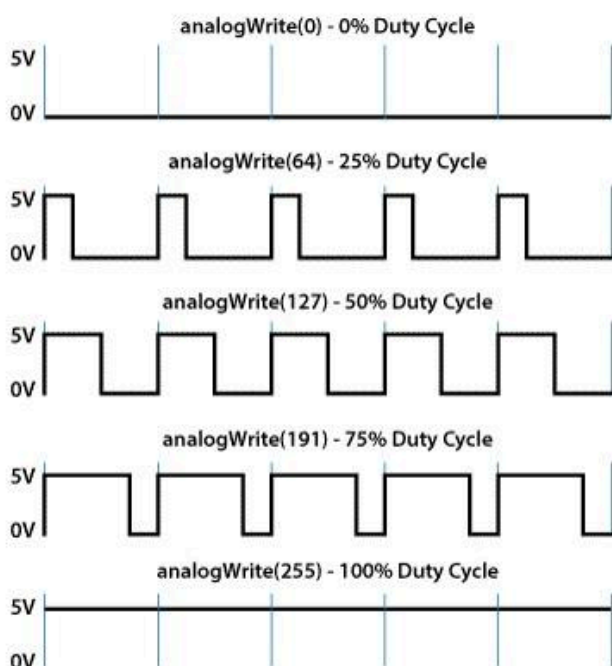 analogWrite(0) - 0% Duty Cycle
5V
0V
analogWrite(64) - 25% Duty Cycle
5V
0V
analogWrite(127) - 50% Duty Cycle
5V
0V
analogWrite(191) - 75% Duty Cycle
5V
0V
analogWrite(255) - 100% Duty Cycle
5V
0V